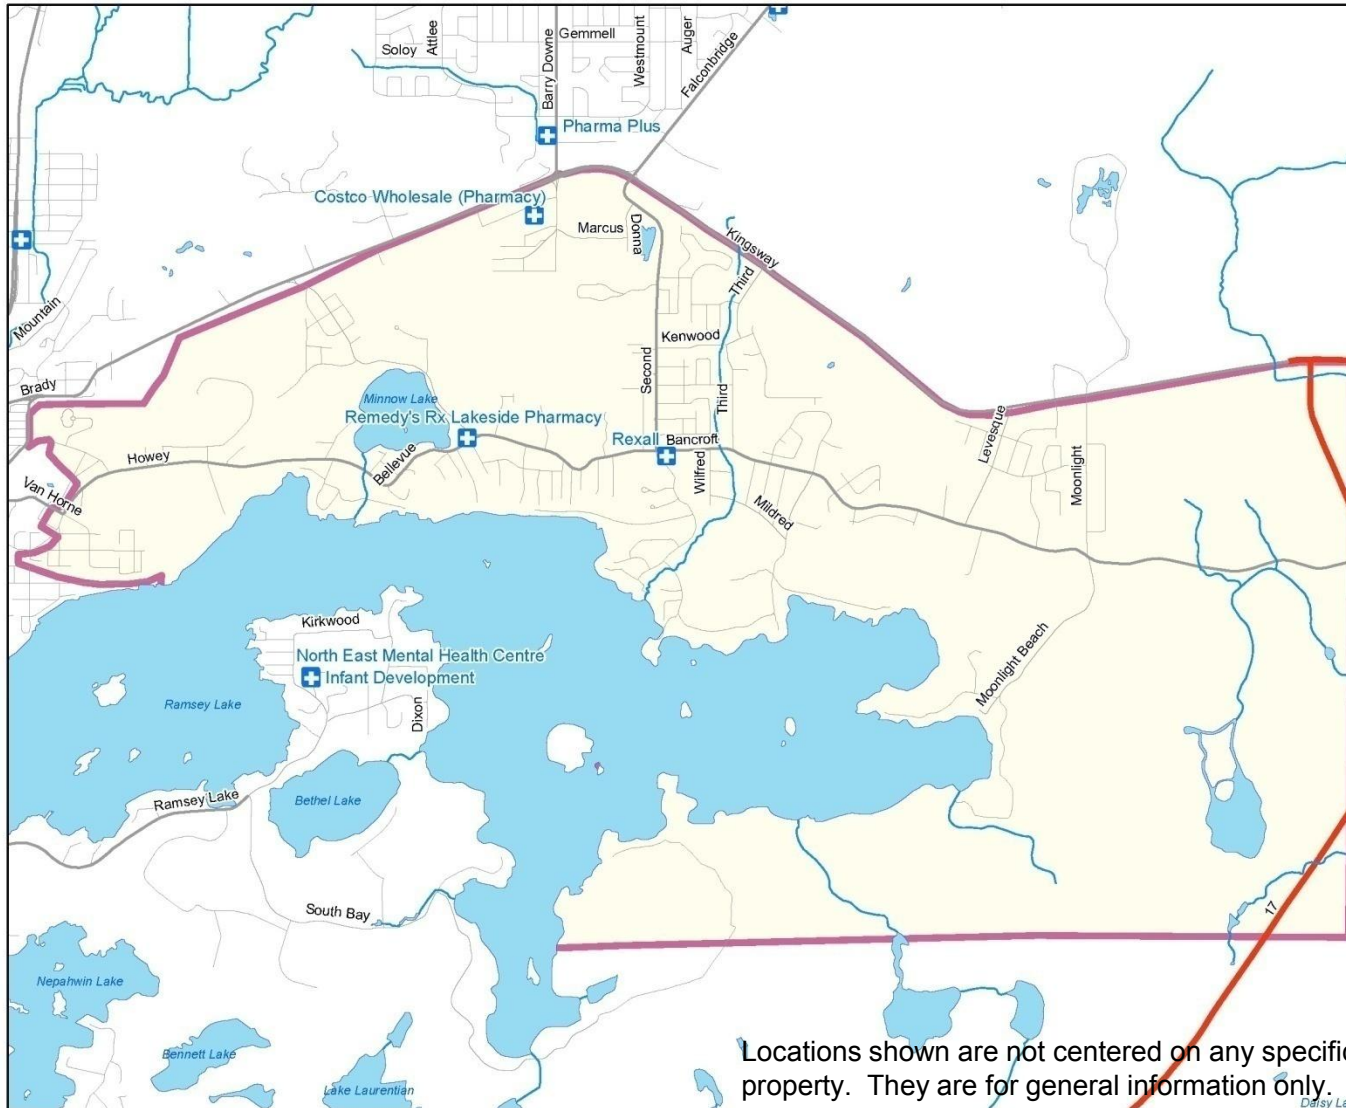 Gemmell
Soloy
Attlee
Barry Downe
Westmount
Auger
Falconbridge
Pharma Plus
Costco Wholesale (Pharmacy)
Marcus
Donna
Kingsway
Third
Mountain
Kenwood
Second
Third
Brady
Minnow Lake
Remedy's Rx Lakeside Pharmacy
Rexall
Bancroft
Levesque
Howey
Bellevue
Wilfred
Moonlight
Van Horne
Mildred
Kirkwood
North East Mental Health Centre
Infant Development
Moonlight Beach
Ramsey Lake
Dixon
Ramsey Lake
Bethel Lake
South Bay
17
Nepahwin Lake
Bennett Lake
Lake Laurentian
Locations shown are not centered on any specific
property. They are for general information only.
Daisy La